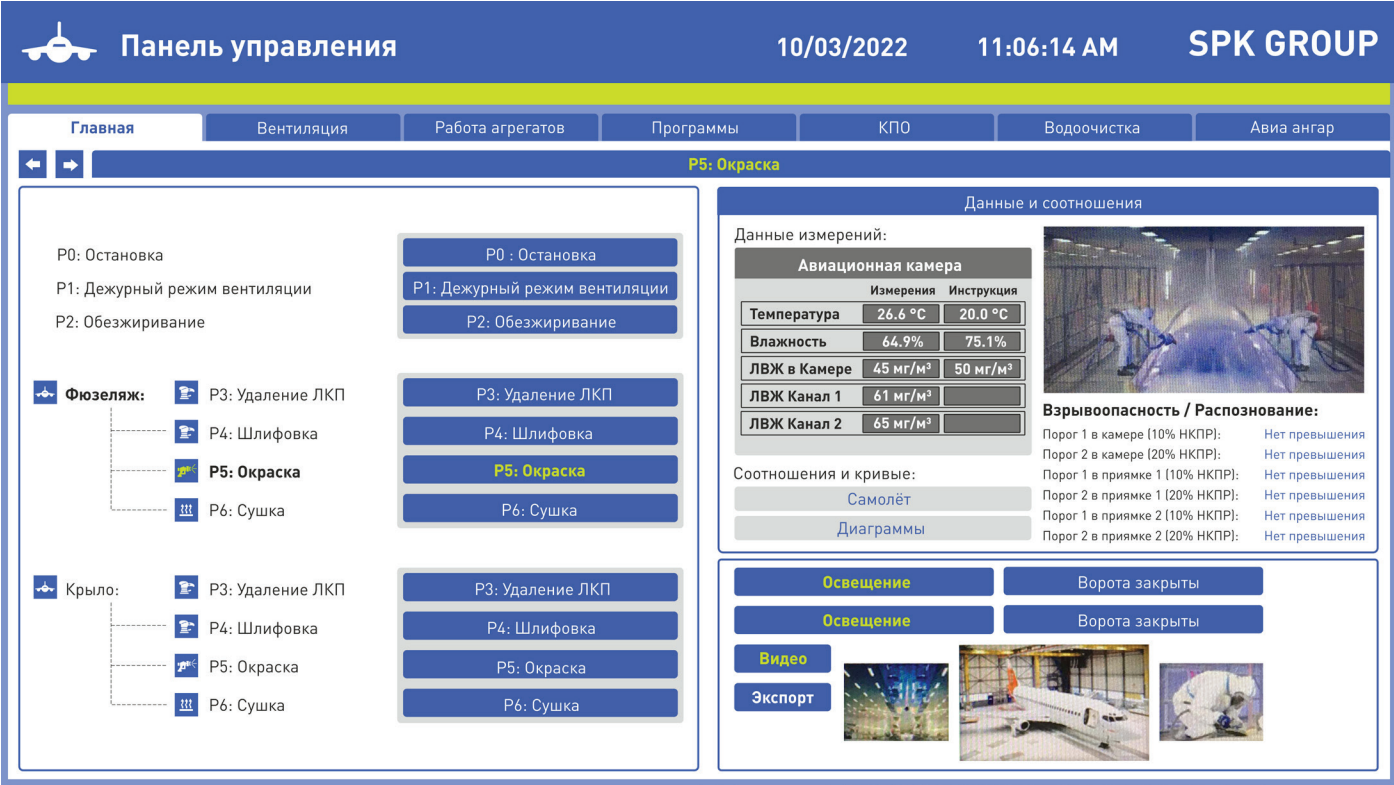 Панель управления
10/03/2022
11:06:14 AM
SPK GROUP
Главная
Вентиляция
Работа агрегатов
Программы
КПО
Водоочистка
Авиа ангар
P5: Окраска
P0: Остановка
P0 : Остановка
P1: Дежурный режим вентиляции
P1: Дежурный режим вентиляции
P2: Обезжиривание
P2: Обезжиривание
Фюзеляж:
P3: Удаление ЛКП
P3: Удаление ЛКП
P4: Шлифовка
P4: Шлифовка
P5: Окраска
P5: Окраска
P6: Сушка
P6: Сушка
Крыло:
P3: Удаление ЛКП
P3: Удаление ЛКП
P4: Шлифовка
P4: Шлифовка
P5: Окраска
P5: Окраска
P6: Сушка
P6: Сушка
Данные и соотношения
Данные измерений:
Авиационная камера
Измерения Инструкция
Температура 26.6 °C 20.0 °C
Влажность 64.9% 75.1%
ЛВЖ в Камере 45 мг/м³ 50 мг/м³
ЛВЖ Канал 1 61 мг/м³
ЛВЖ Канал 2 65 мг/м³
Соотношения и кривые:
Самолёт
Диаграммы
Взрывоопасность / Распознование:
Порог 1 в камере (10% НКПР): Нет превышения
Порог 2 в камере (20% НКПР): Нет превышения
Порог 1 в приямке 1 (10% НКПР): Нет превышения
Порог 2 в приямке 1 (20% НКПР): Нет превышения
Порог 1 в приямке 2 (10% НКПР): Нет превышения
Порог 2 в приямке 2 (20% НКПР): Нет превышения
Освещение
Ворота закрыты
Освещение
Ворота закрыты
Видео
Экспорт